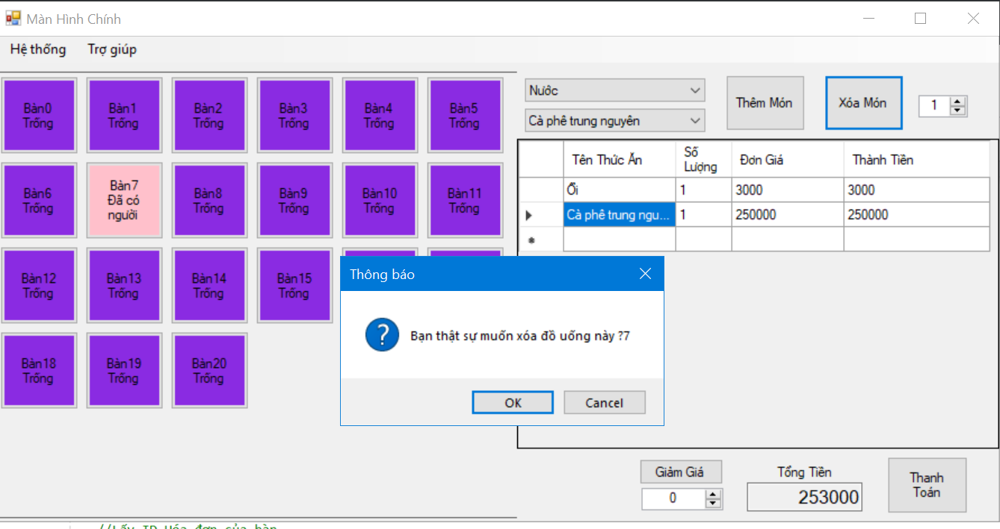 Màn Hình Chính
Hệ thống Trợ giúp
Bàn0
Trống
Bàn1
Trống
Bàn2
Trống
Bàn3
Trống
Bàn4
Trống
Bàn5
Trống
Bàn6
Trống
Bàn7
Đã có
người
Bàn8
Trống
Bàn9
Trống
Bàn10
Trống
Bàn11
Trống
Bàn12
Trống
Bàn13
Trống
Bàn14
Trống
Bàn15
Trống
Bàn18
Trống
Bàn19
Trống
Bàn20
Trống
Nước
Cà phê trung nguyên
Thêm Món
Xóa Món
1
Tên Thức Ăn Số Lượng Đơn Giá Thành Tiền
Ổi 1 3000 3000
Cà phê trung ngu... 1 250000 250000
Thông báo
Bạn thật sự muốn xóa đồ uống này ?7
OK Cancel
Giảm Giá
0
Tổng Tiền
253000
Thanh
Toán
//Lấy ID Hóa đơn của bàn